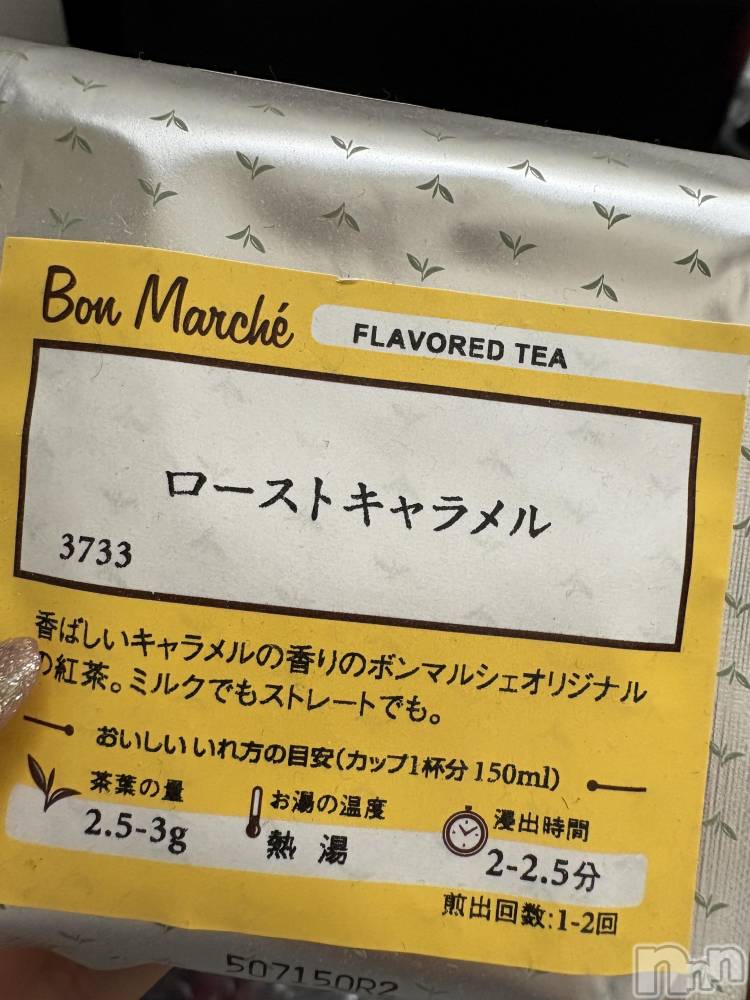 Bon Marché
FLAVORED TEA
ローストキャラメル
3733
香ばしいキャラメルの香りのボンマルシェオリジナル
の紅茶。ミルクでもストレートでも。
おいしいいれ方の目安(カップ1杯分 150ml)
茶葉の量
2.5-3g
お湯の温度
熱湯
浸出時間
2-2.5分
煎出回数:1-2回
507150R2
nnn